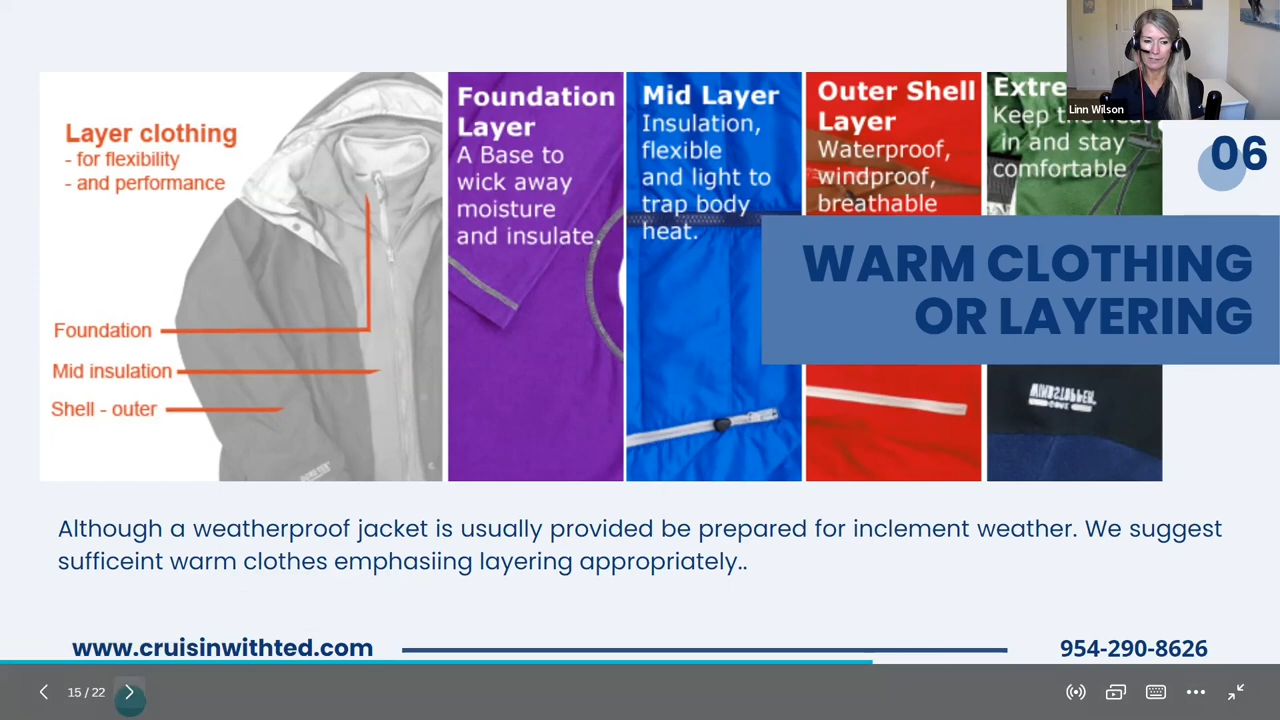 Linn Wilson
06
WARM CLOTHING
OR LAYERING
Layer clothing
- for flexibility
- and performance
Foundation
Mid insulation
Shell - outer
Foundation
Layer
A Base to
wick away
moisture
and insulate.
Mid Layer
Insulation,
flexible
and light to
trap body
heat.
Outer Shell
Layer
Waterproof,
windproof,
breathable
Extre
Keep the heat
in and stay
comfortable
WINDSTOPPER
Although a weatherproof jacket is usually provided be prepared for inclement weather. We suggest
sufficeint warm clothes emphasiing layering appropriately..
www.cruisinwithted.com
954-290-8626
15 / 22